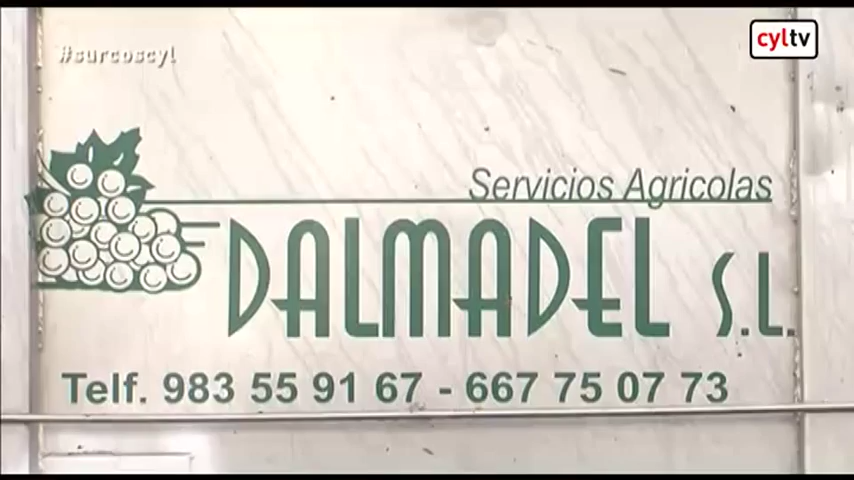 #surcoscyl
cyltv
Servicios Agricolas
DALMADEL S.L.
Telf. 983 55 91 67 - 667 75 07 73